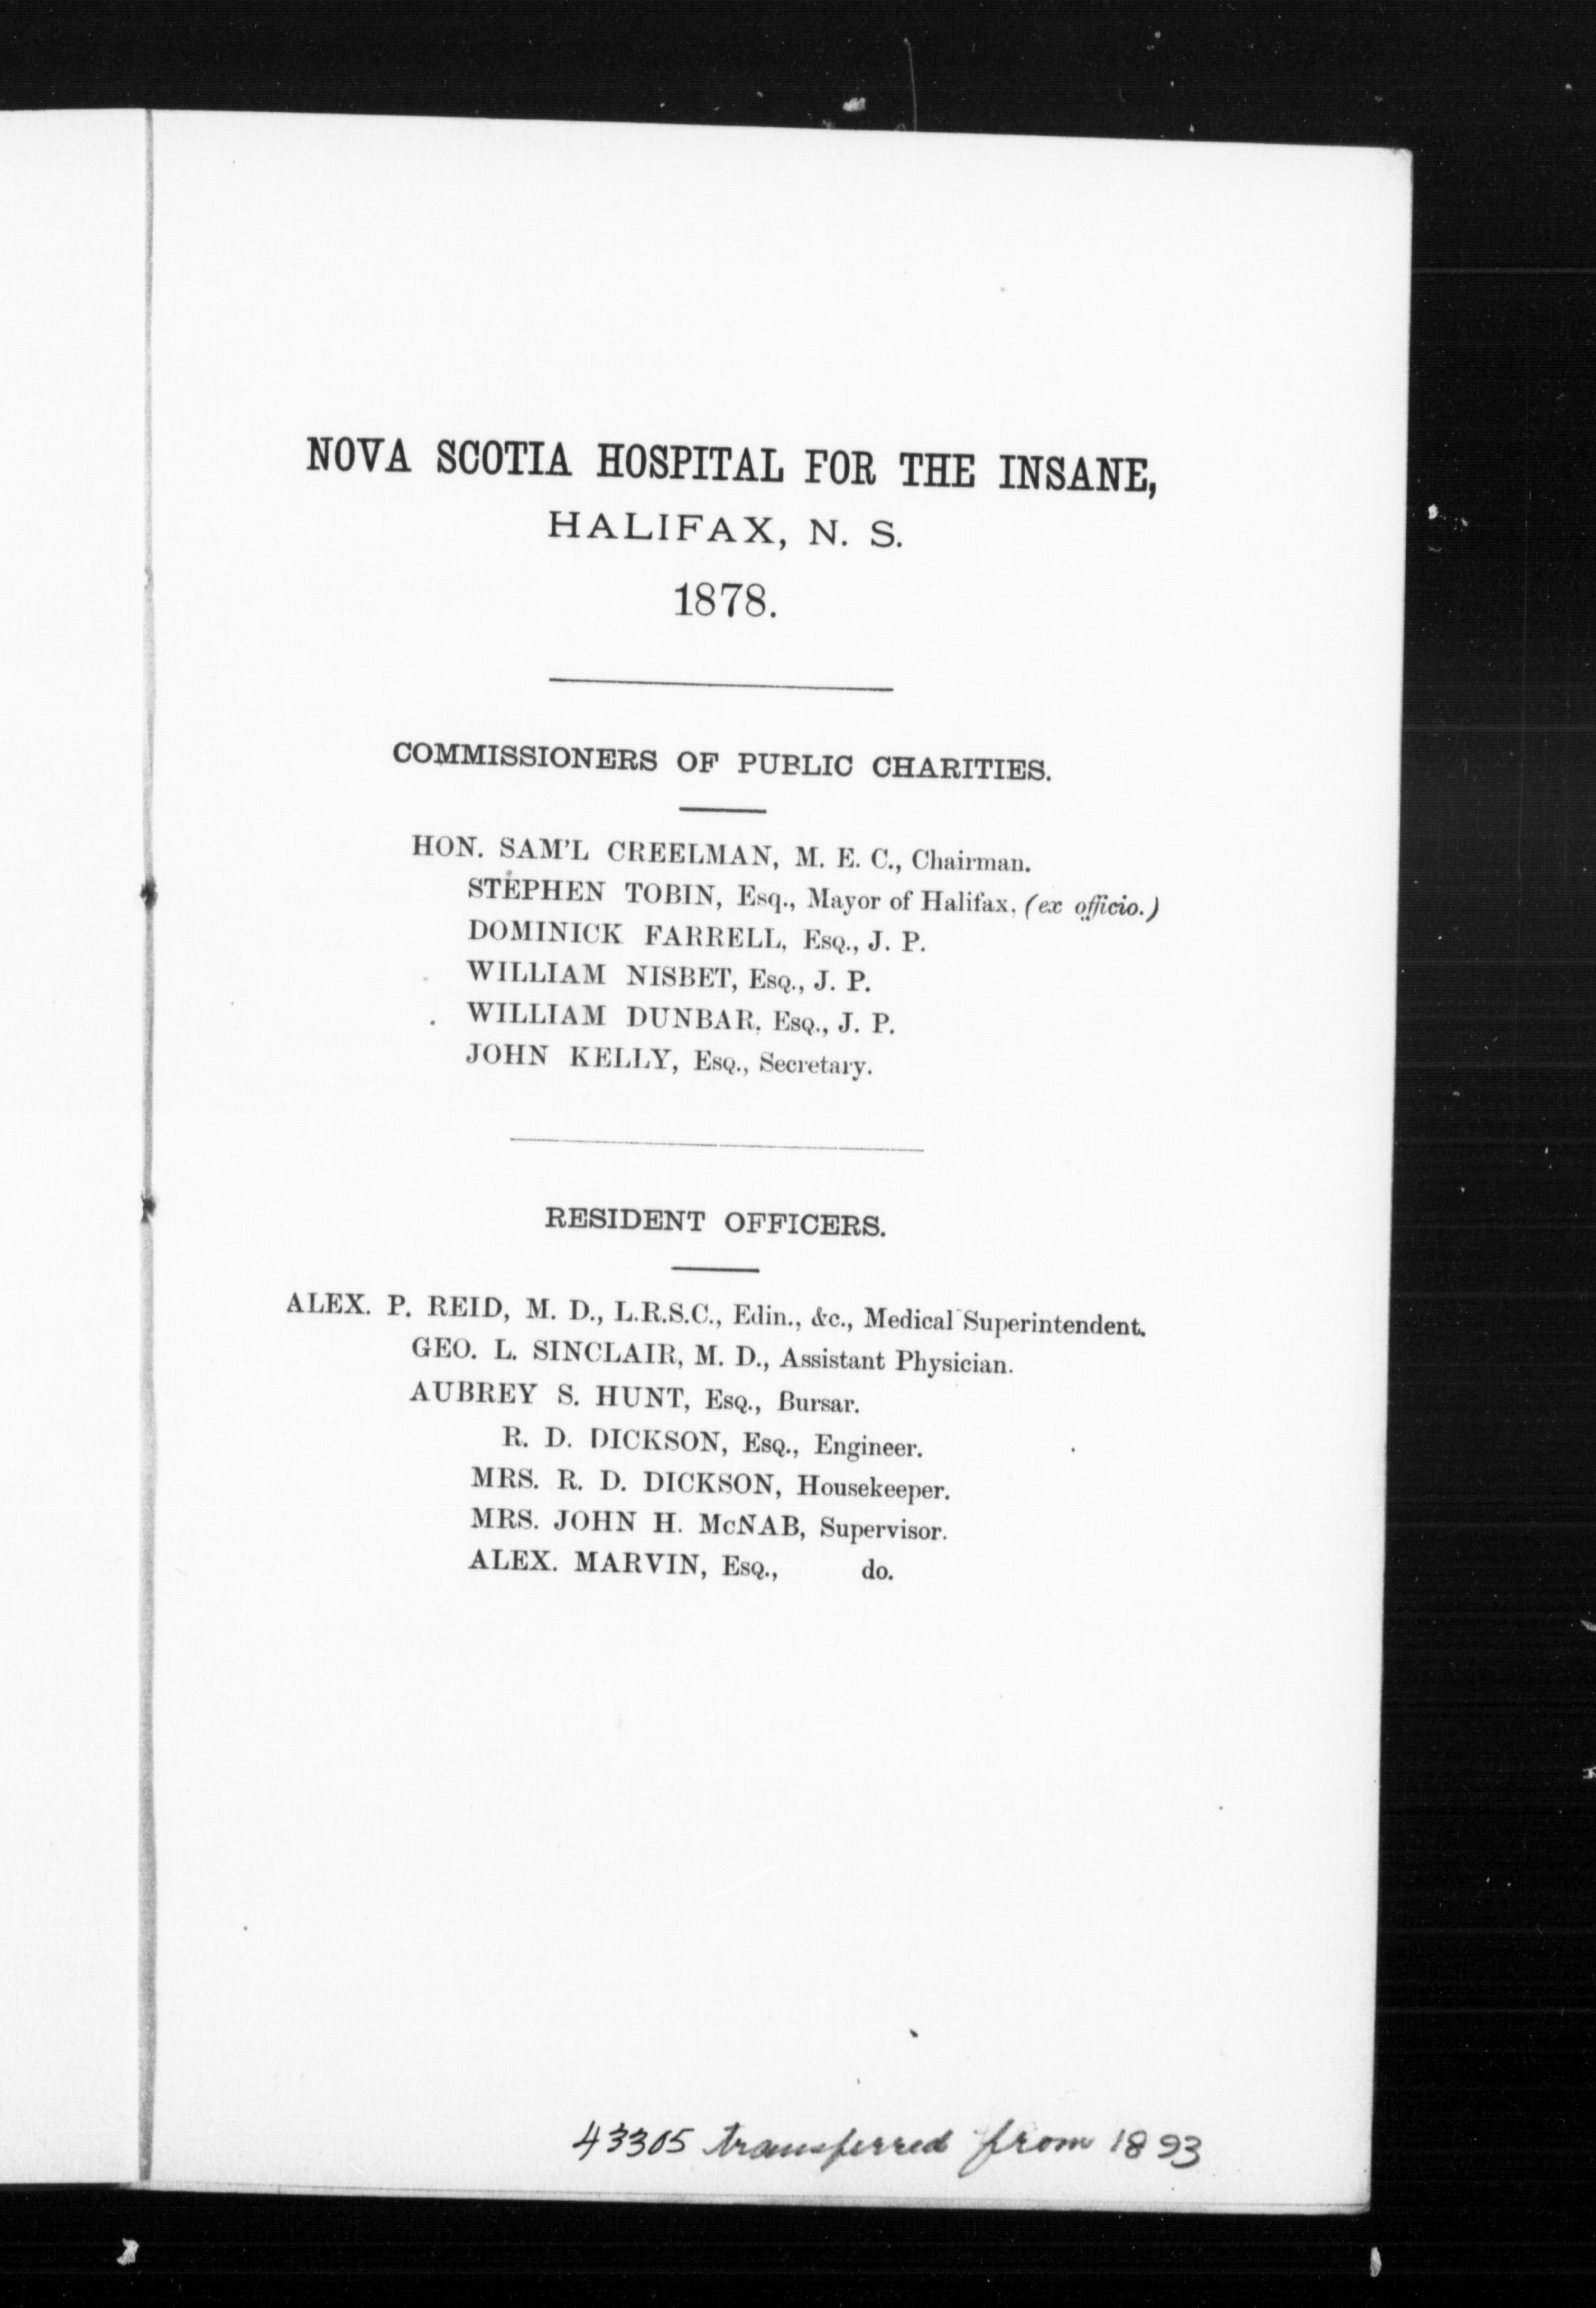 NOVA SCOTIA HOSPITAL FOR THE INSANE,
HALIFAX, N. S.
1878.
COMMISSIONERS OF PUBLIC CHARITIES.
HON. SAM'L CREELMAN, M. E. C., Chairman.
STEPHEN TOBIN, Esq., Mayor of Halifax, (ex officio.)
DOMINICK FARRELL, Esq., J. P.
WILLIAM NISBET, Esq., J. P.
WILLIAM DUNBAR, Esq., J. P.
JOHN KELLY, Esq., Secretary.
RESIDENT OFFICERS.
ALEX. P. REID, M. D., L.R.S.C., Edin., &c., Medical Superintendent.
GEO. L. SINCLAIR, M. D., Assistant Physician.
AUBREY S. HUNT, Esq., Bursar.
R. D. DICKSON, Esq., Engineer.
MRS. R. D. DICKSON, Housekeeper.
MRS. JOHN H. McNAB, Supervisor.
ALEX. MARVIN, Esq., do.
43305 transferred from 1893